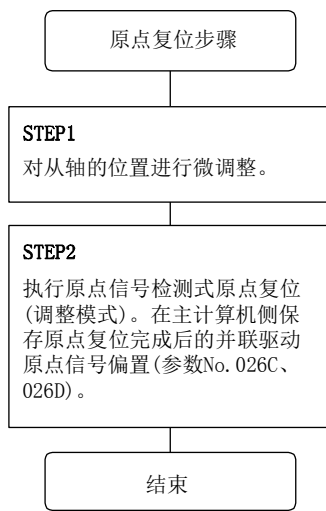 原点复位步骤
STEP1
对从轴的位置进行微调整。
STEP2
执行原点信号检测式原点复位
(调整模式)。在主计算机侧保
存原点复位完成后的并联驱动
原点信号偏置(参数No.026C、
026D)。
结束